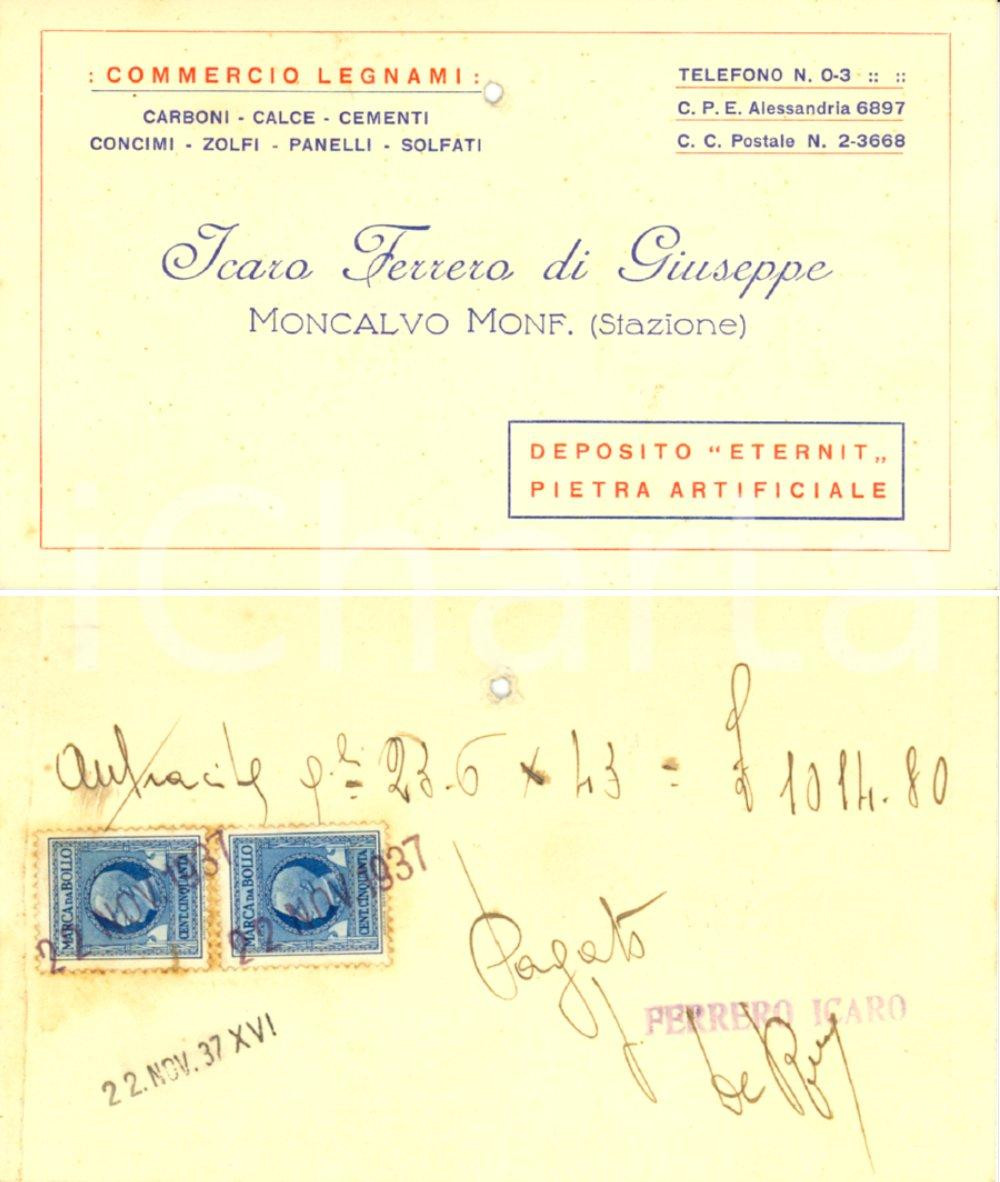 : COMMERCIO LEGNAMI :
CARBONI - CALCE - CEMENTI
CONCIMI - ZOLFI - PANELLI - SOLFATI
TELEFONO N. 0-3 :: ::
C. P. E. Alessandria 6897
C. C. Postale N. 2-3668
Icaro Ferrero di Giuseppe
MONCALVO MONF. (Stazione)
DEPOSITO “ETERNIT„
PIETRA ARTIFICIALE
iCharta
Antracite q.li 23.6 x 43 = £ 1014.80
MARCA DA BOLLO CENT. CINQUANTA
22 NOV. 1937
MARCA DA BOLLO CENT. CINQUANTA
22 NOV. 1937
Pagato
FERRERO ICARO
22. NOV. 37 XVI